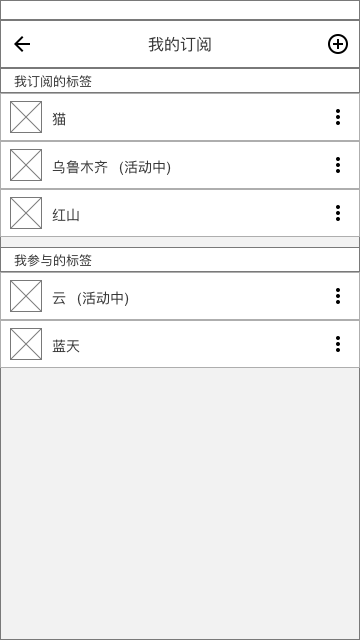 我的订阅
我订阅的标签
猫
乌鲁木齐 (活动中)
红山
我参与的标签
云 (活动中)
蓝天